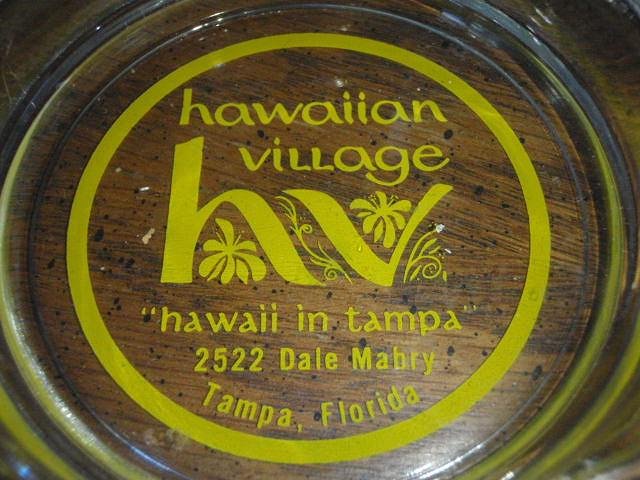 hawaiian
village
hv
"hawaii in tampa"
2522 Dale Mabry
Tampa, Florida